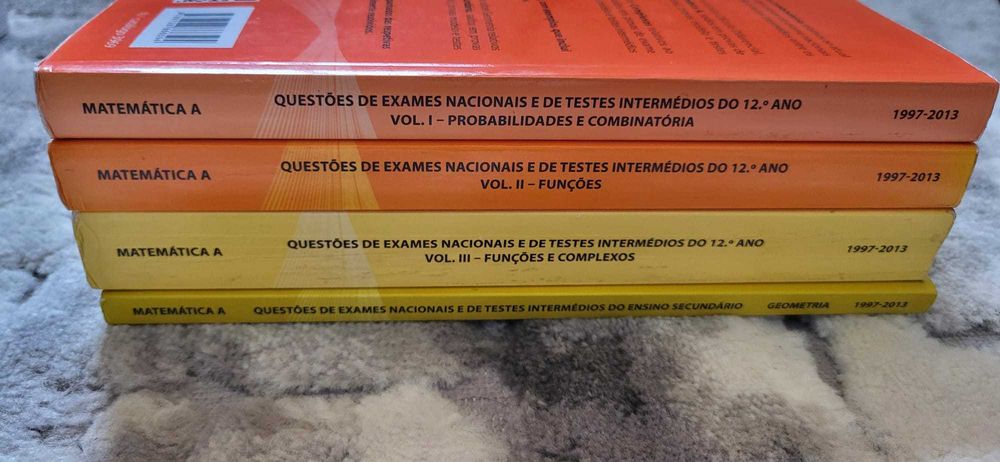 MATEMÁTICA A
QUESTÕES DE EXAMES NACIONAIS E DE TESTES INTERMÉDIOS DO 12.º ANO
VOL. I – PROBABILIDADES E COMBINATÓRIA
1997-2013
MATEMÁTICA A
QUESTÕES DE EXAMES NACIONAIS E DE TESTES INTERMÉDIOS DO 12.º ANO
VOL. II – FUNÇÕES
1997-2013
MATEMÁTICA A
QUESTÕES DE EXAMES NACIONAIS E DE TESTES INTERMÉDIOS DO 12.º ANO
VOL. III – FUNÇÕES E COMPLEXOS
1997-2013
MATEMÁTICA A QUESTÕES DE EXAMES NACIONAIS E DE TESTES INTERMÉDIOS DO ENSINO SECUNDÁRIO GEOMETRIA 1997-2013